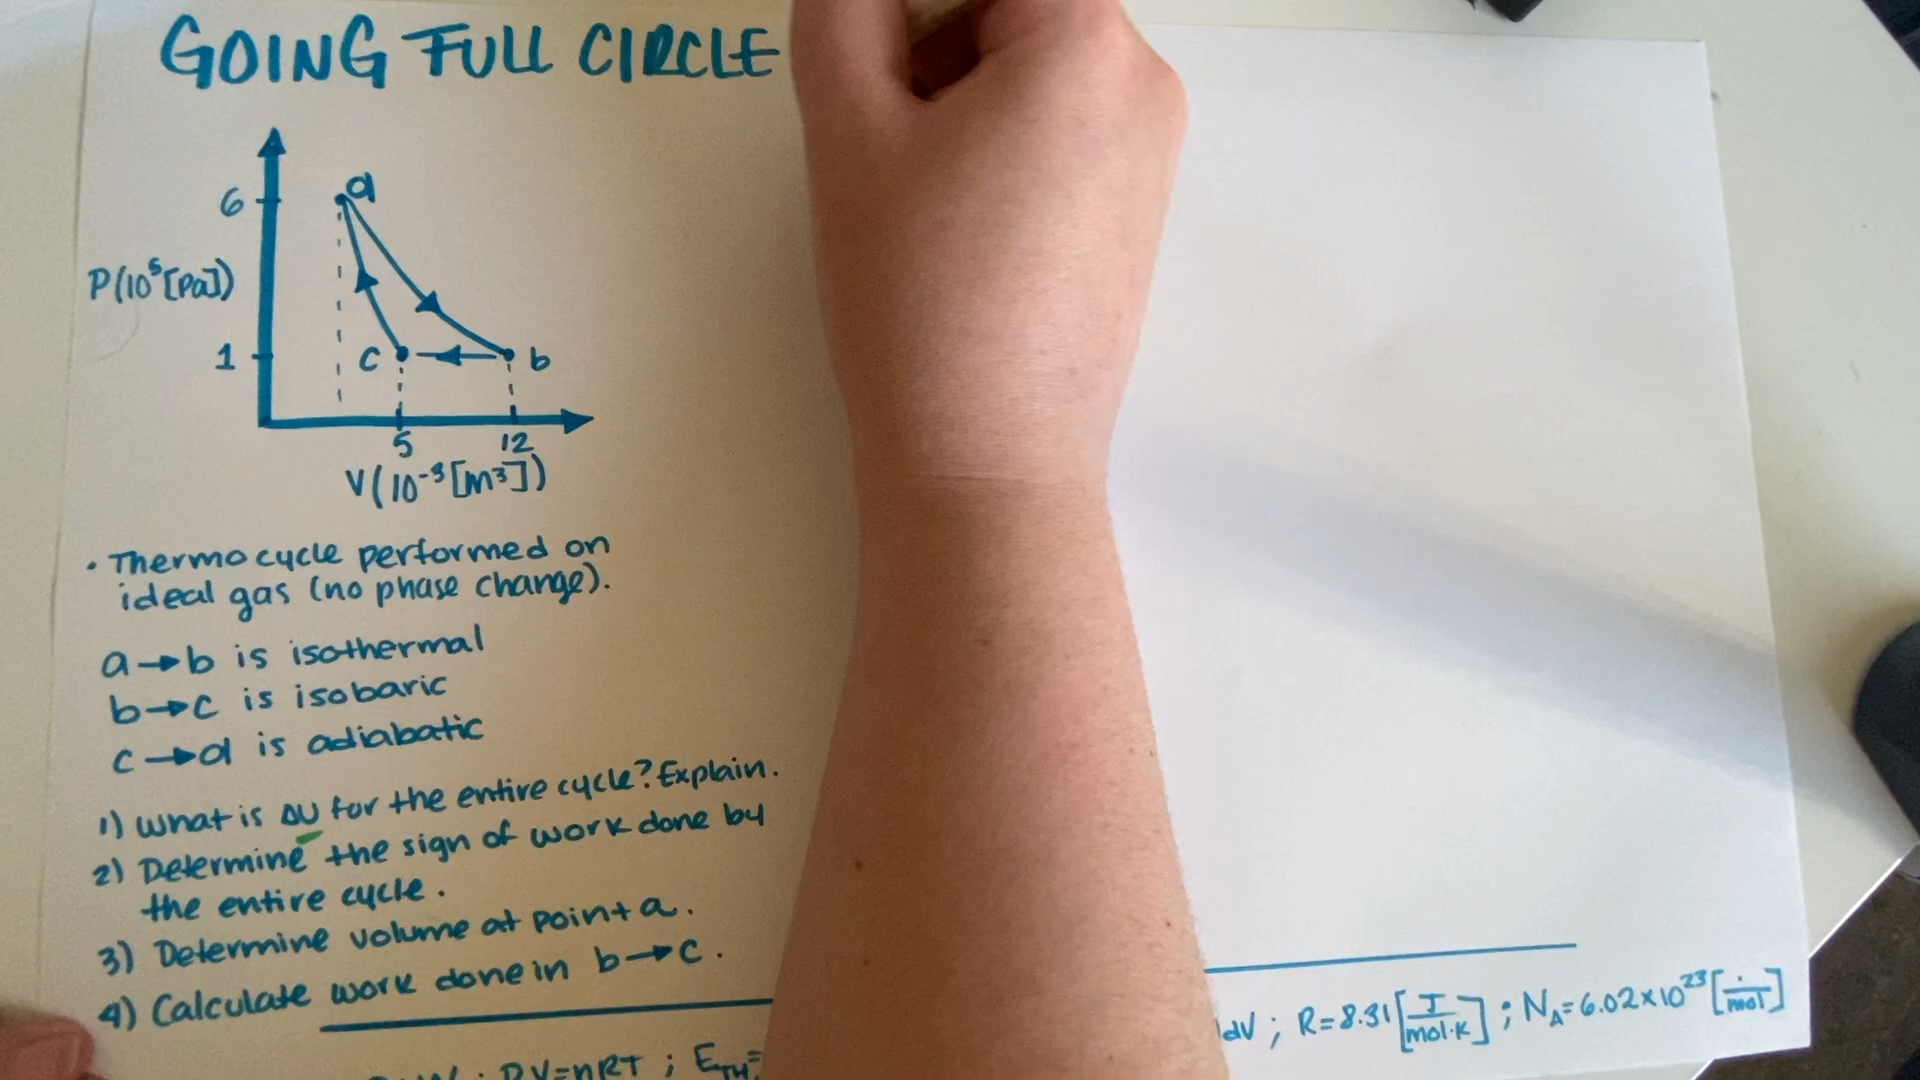 GOING FULL CIRCLE
a
6
P(10⁵[Pa])
1
c
b
5
12
V(10⁻³[m³])
• Thermo cycle performed on
ideal gas (no phase change).
a→b is isothermal
b→c is isobaric
c→a is adiabatic
1) What is ΔU for the entire cycle? Explain.
2) Determine the sign of work done by
the entire cycle.
3) Determine volume at point a.
4) Calculate work done in b→c.
PV=nRT ; E_TH=
dV ; R=8.31[J/mol·K] ; N_A=6.02×10²³[i/mol]